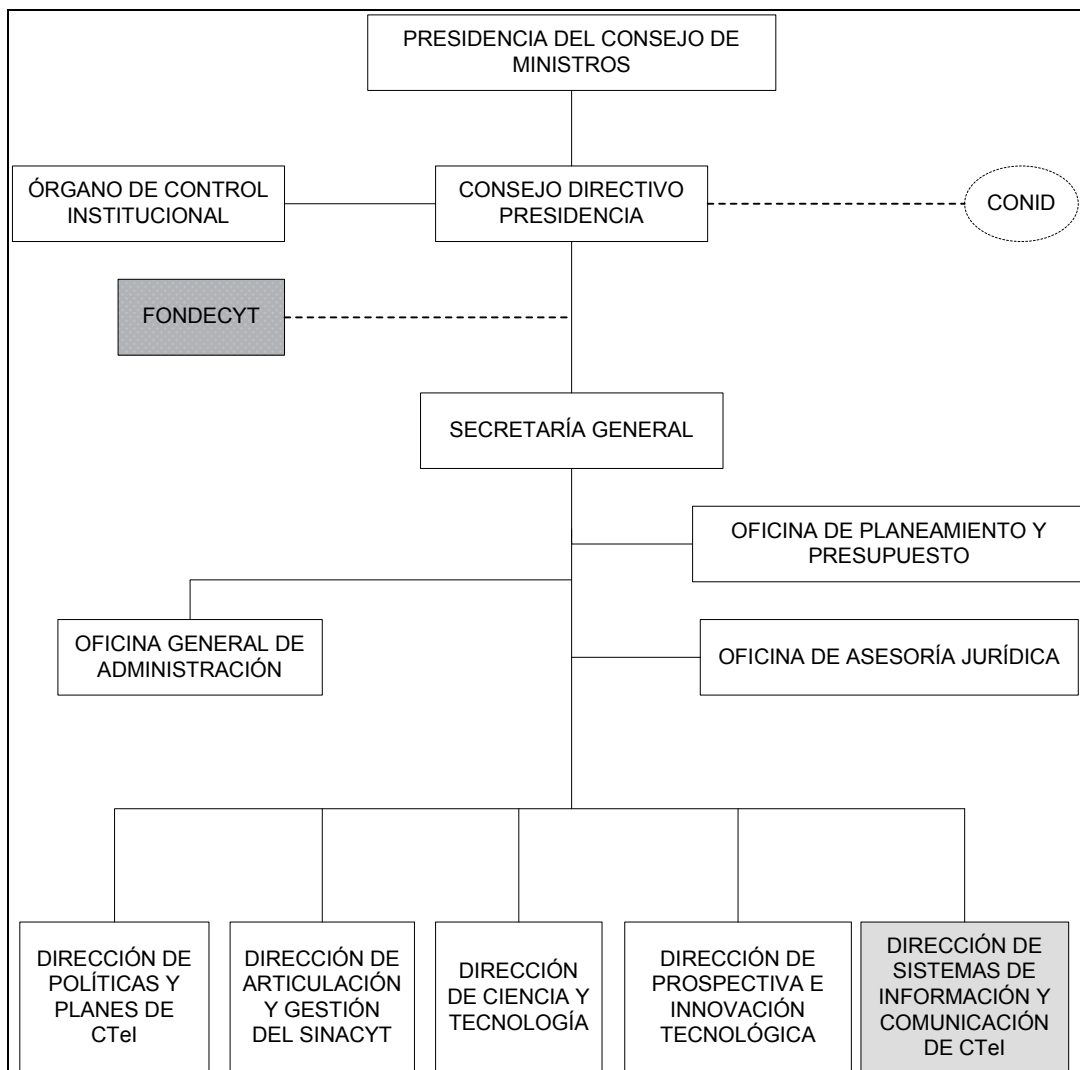 PRESIDENCIA DEL CONSEJO DE
MINISTROS
ÓRGANO DE CONTROL
INSTITUCIONAL
CONSEJO DIRECTIVO
PRESIDENCIA
CONID
FONDECYT
SECRETARÍA GENERAL
OFICINA DE PLANEAMIENTO Y
PRESUPUESTO
OFICINA GENERAL DE
ADMINISTRACIÓN
OFICINA DE ASESORÍA JURÍDICA
DIRECCIÓN DE
POLÍTICAS Y
PLANES DE
CTeI
DIRECCIÓN DE
ARTICULACIÓN
Y GESTIÓN
DEL SINACYT
DIRECCIÓN
DE CIENCIA Y
TECNOLOGÍA
DIRECCIÓN DE
PROSPECTIVA E
INNOVACIÓN
TECNOLÓGICA
DIRECCIÓN DE
SISTEMAS DE
INFORMACIÓN Y
COMUNICACIÓN
DE CTeI